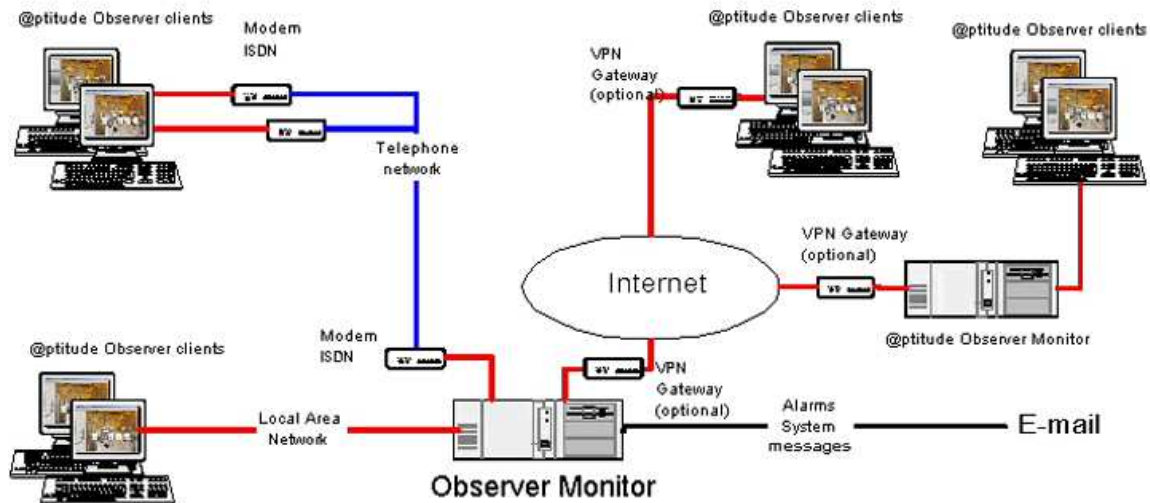 @ptitude Observer clients
Modem
ISDN
@ptitude Observer clients
@ptitude Observer clients
VPN
Gateway
(optional)
Telephone
network
VPN Gateway
(optional)
Internet
@ptitude Observer Monitor
Modem
ISDN
@ptitude Observer clients
VPN
Gateway
(optional)
Local Area
Network
Alarms
System
messages
E-mail
Observer Monitor